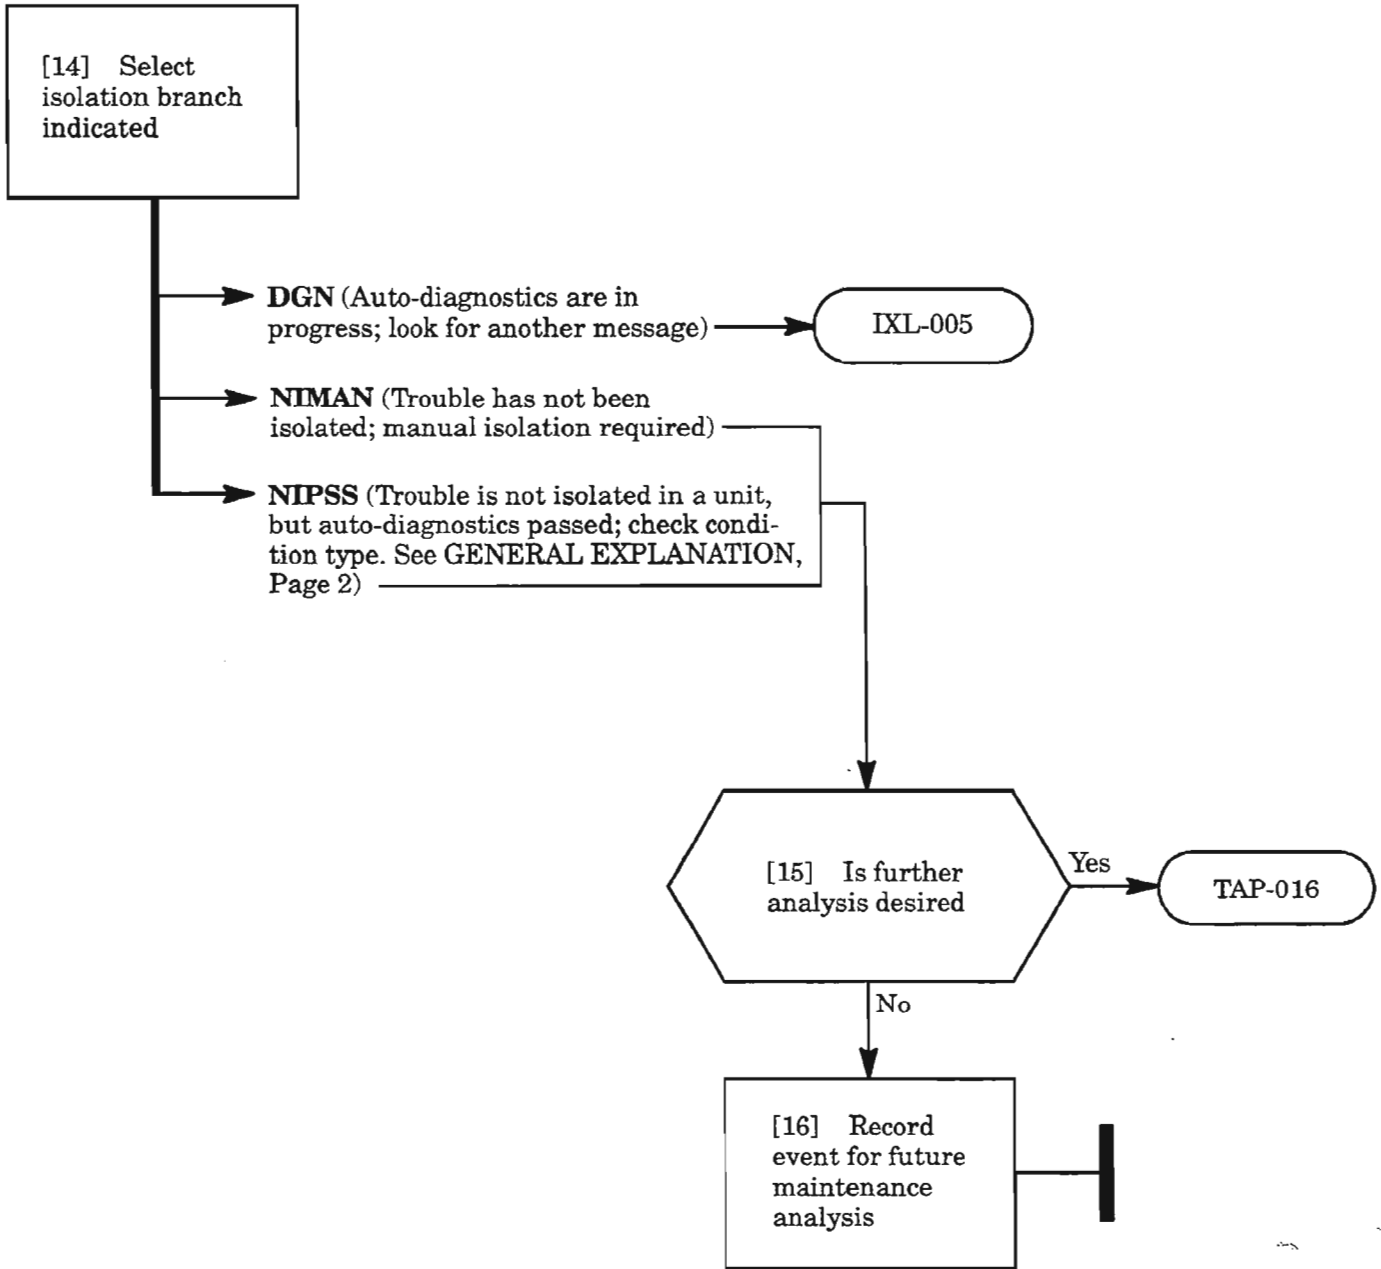 [14] Select
isolation branch
indicated
DGN (Auto-diagnostics are in
progress; look for another message)
IXL-005
NIMAN (Trouble has not been
isolated; manual isolation required)
NIPSS (Trouble is not isolated in a unit,
but auto-diagnostics passed; check condi-
tion type. See GENERAL EXPLANATION,
Page 2)
[15] Is further
analysis desired
Yes
TAP-016
No
[16] Record
event for future
maintenance
analysis